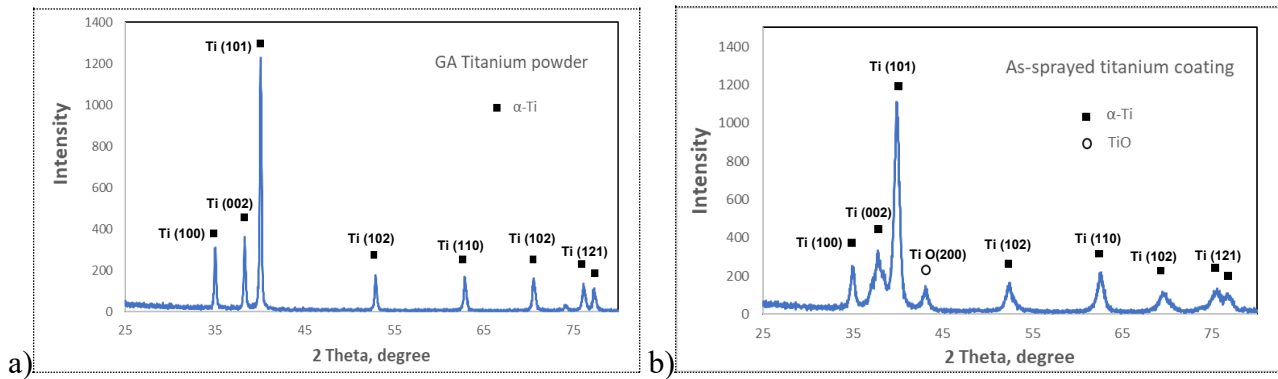 a)
GA Titanium powder
■ α-Ti
Intensity
1400
1200
1000
800
600
400
200
0
Ti (100)
Ti (002)
Ti (101)
Ti (102)
Ti (110)
Ti (102)
Ti (121)
25 35 45 55 65 75
2 Theta, degree
b)
As-sprayed titanium coating
■ α-Ti
O TiO
Intensity
1400
1200
1000
800
600
400
200
0
Ti (100)
Ti (002)
Ti (101)
Ti O(200)
Ti (102)
Ti (110)
Ti (102)
Ti (121)
25 35 45 55 65 75
2 Theta, degree